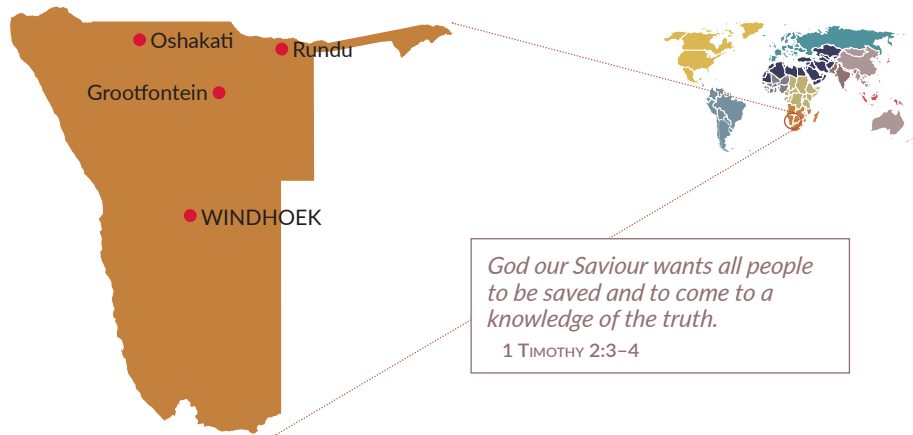 Oshakati
Rundu
Grootfontein
WINDHOEK
God our Saviour wants all people
to be saved and to come to a
knowledge of the truth.
1 Timothy 2:3–4